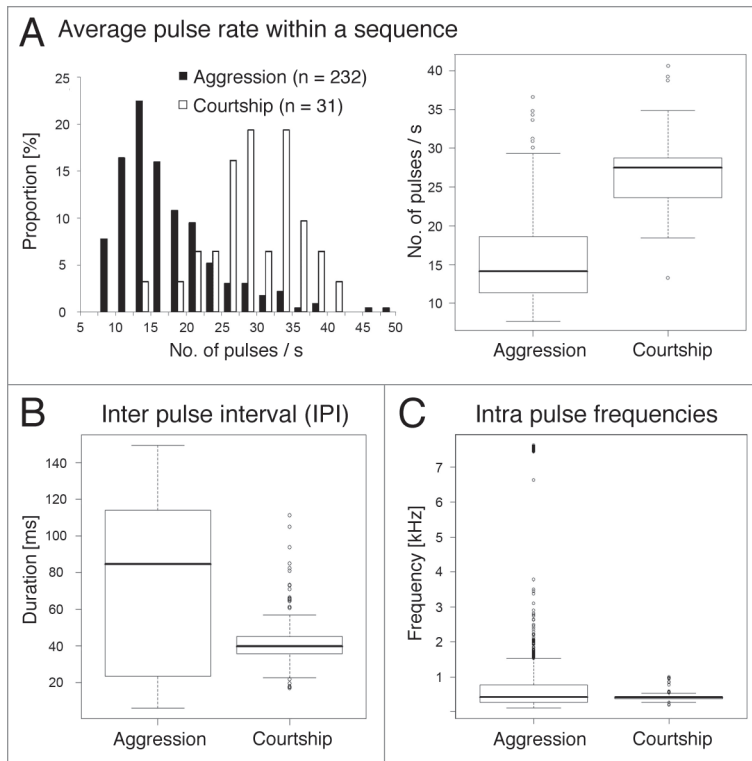 A Average pulse rate within a sequence
Aggression (n = 232)
Courtship (n = 31)
Proportion [%]
25
20
15
10
5
0
5 10 15 20 25 30 35 40 45 50
No. of pulses / s
No. of pulses / s
40
35
30
25
20
15
10
Aggression Courtship
B Inter pulse interval (IPI)
Duration [ms]
140
120
100
80
60
40
20
Aggression Courtship
C Intra pulse frequencies
Frequency [kHz]
7
6
5
4
3
2
1
Aggression Courtship